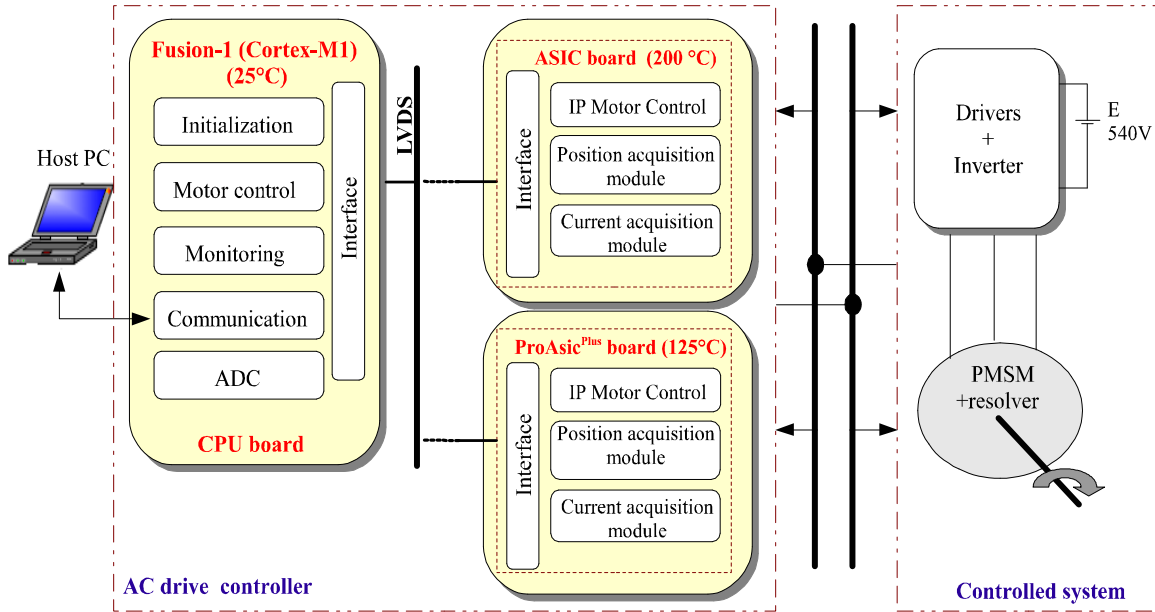 Host PC
Fusion-1 (Cortex-M1)
(25°C)
Initialization
Motor control
Monitoring
Communication
ADC
Interface
CPU board
LVDS
ASIC board (200 °C)
Interface
IP Motor Control
Position acquisition
module
Current acquisition
module
ProAsicPlus board (125°C)
Interface
IP Motor Control
Position acquisition
module
Current acquisition
module
AC drive controller
Drivers
+
Inverter
E
540V
PMSM
+resolver
Controlled system